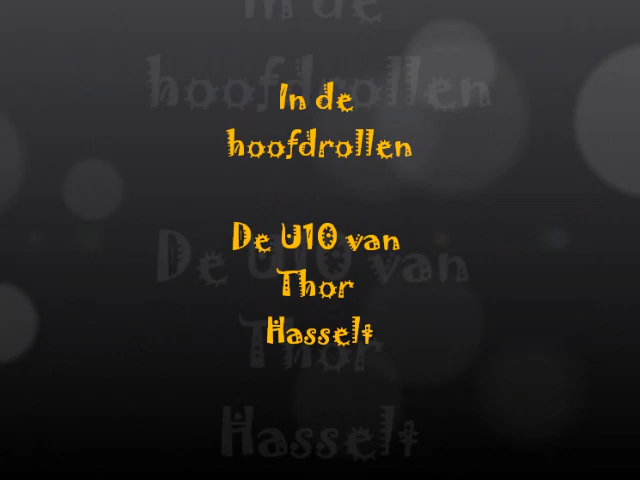 In de
hoofdrollen
De U10 van
Thor
Hasselt